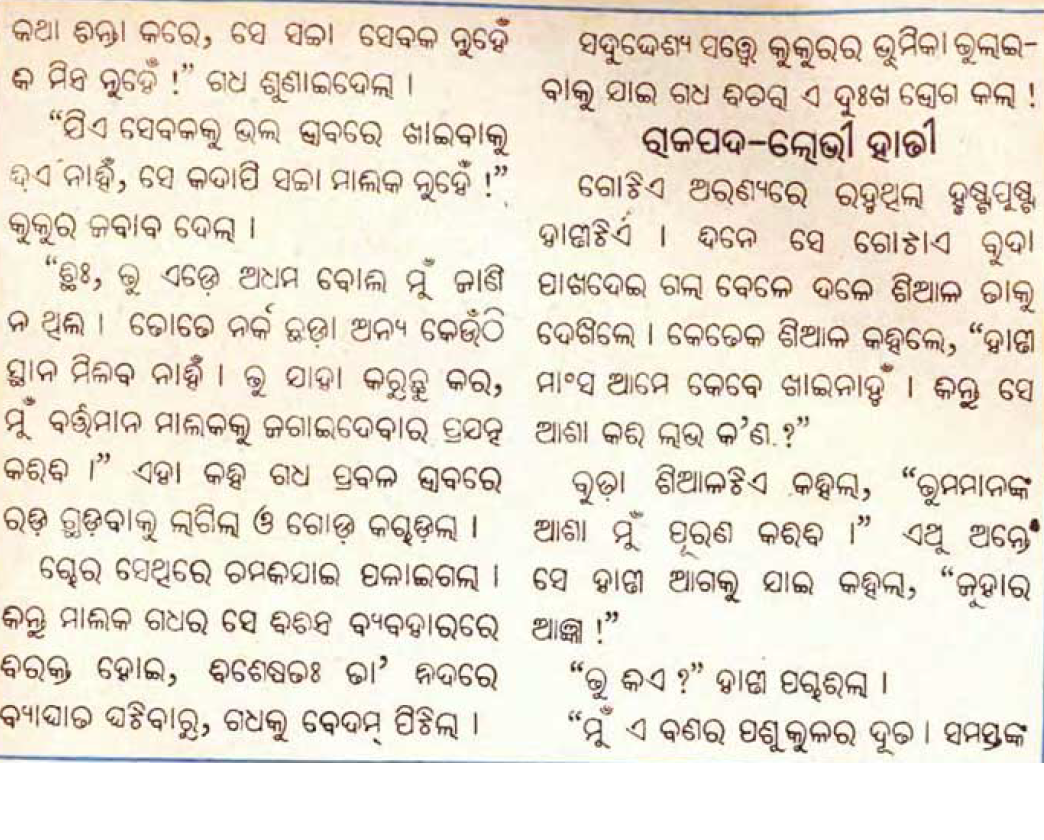 କଥା ଚିନ୍ତା କରେ, ସେ ସଚ୍ଚା ସେବକ ନୁହେଁ
କି ମିତ୍ର ନୁହେଁ !” ଗଧ ଶୁଣାଇଦେଲା ।
“ଯିଏ ସେବକକୁ ଭଲ ଭାବରେ ଖାଇବାକୁ
ଦିଏ ନାହିଁ, ସେ କଦାପି ସଚ୍ଚା ମାଲିକ ନୁହେଁ !”
କୁକୁର ଜବାବ ଦେଲା ।
“ଛିଃ, ତୁ ଏଡ଼େ ଅଧମ ବୋଲି ମୁଁ ଜାଣି
ନ ଥିଲି । ତୋତେ ନର୍କ ଛଡ଼ା ଅନ୍ୟ କେଉଁଠି
ସ୍ଥାନ ମିଳିବ ନାହିଁ । ତୁ ଯାହା କରୁଛୁ କର,
ମୁଁ ବର୍ତ୍ତମାନ ମାଲିକକୁ ଜଗାଇଦେବାର ପ୍ରଯତ୍ନ
କରିବି ।” ଏହା କହି ଗଧ ପ୍ରବଳ ଭାବରେ
ରଡ଼ି ଛାଡ଼ିବାକୁ ଲାଗିଲା ଓ ଗୋଡ଼ କଚାଡ଼ିଲା ।
ଚୋର ସେଥିରେ ଚମକିଯାଇ ପଳାଇଗଲା ।
କିନ୍ତୁ ମାଲିକ ଗଧର ସେ ବିଚିତ୍ର ବ୍ୟବହାରରେ
ବିରକ୍ତ ହୋଇ, ବିଶେଷତଃ ତା’ ନିଦରେ
ବ୍ୟାଘାତ ଘଟିବାରୁ, ଗଧକୁ ବେଦମ୍ ପିଟିଲା ।
ସଦୁଦ୍ଦେଶ୍ୟ ସତ୍ତ୍ୱେ କୁକୁରର ଭୂମିକା ତୁଲାଇ-
ବାକୁ ଯାଇ ଗଧ ବିଚରା ଏ ଦୁଃଖ ଭୋଗ କଲା !
ରାଜପଦ-ଲୋଭୀ ହାତୀ
ଗୋଟିଏ ଅରଣ୍ୟରେ ରହୁଥିଲା ହୃଷ୍ଟପୁଷ୍ଟ
ହାତୀଟିଏ । ଦିନେ ସେ ଗୋଟାଏ ବୁଦା
ପାଖଦେଇ ଗଲା ବେଳେ ଦଳେ ଶିଆଳ ତାକୁ
ଦେଖିଲେ । କେତେକ ଶିଆଳ କହିଲେ, “ହାତୀ
ମାଂସ ଆମେ କେବେ ଖାଇନାହୁଁ । କିନ୍ତୁ ସେ
ଆଶା କରି ଲାଭ କ’ଣ ?”
ବୁଢ଼ା ଶିଆଳଟିଏ କହିଲା, “ତୁମମାନଙ୍କ
ଆଶା ମୁଁ ପୂରଣ କରିବି ।” ଏଥୁ ଅନ୍ତେ
ସେ ହାତୀ ଆଗକୁ ଯାଇ କହିଲା, “ଜୁହାର
ଆଜ୍ଞା !”
“ତୁ କିଏ ?” ହାତୀ ପଚାରିଲା ।
“ମୁଁ ଏ ବଣର ପଶୁକୁଳର ଦୂତ । ସମସ୍ତଙ୍କ